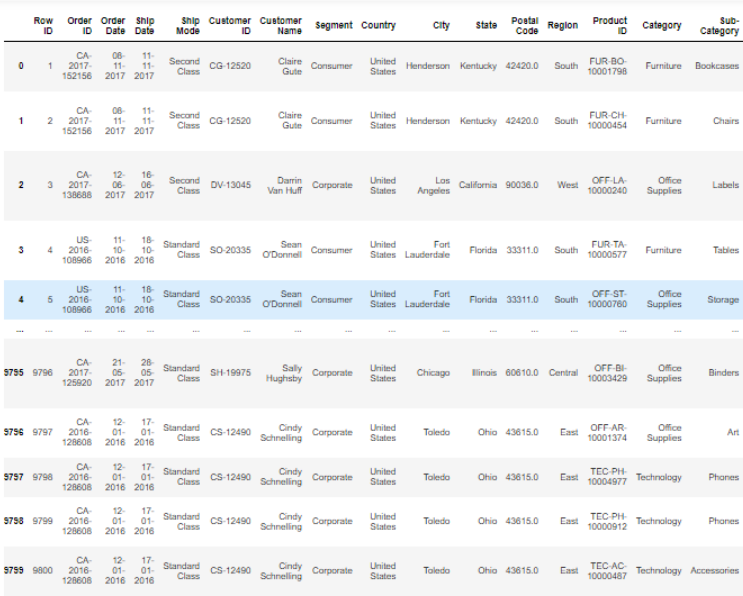 Row ID Order ID Order Date Ship Date Ship Mode Customer ID Customer Name Segment Country City State Postal Code Region Product ID Category Sub-Category
0 1 CA-2017-152156 08-11-2017 11-11-2017 Second Class CG-12520 Claire Gute Consumer United States Henderson Kentucky 42420.0 South FUR-BO-10001798 Furniture Bookcases
1 2 CA-2017-152156 08-11-2017 11-11-2017 Second Class CG-12520 Claire Gute Consumer United States Henderson Kentucky 42420.0 South FUR-CH-10000454 Furniture Chairs
2 3 CA-2017-138688 12-06-2017 16-06-2017 Second Class DV-13045 Darrin Van Huff Corporate United States Los Angeles California 90036.0 West OFF-LA-10000240 Office Supplies Labels
3 4 US-2016-108966 11-10-2016 18-10-2016 Standard Class SO-20335 Sean O'Donnell Consumer United States Fort Lauderdale Florida 33311.0 South FUR-TA-10000577 Furniture Tables
4 5 US-2016-108966 11-10-2016 18-10-2016 Standard Class SO-20335 Sean O'Donnell Consumer United States Fort Lauderdale Florida 33311.0 South OFF-ST-10000760 Office Supplies Storage
... ... ... ... ... ... ... ... ... ... ... ... ... ... ... ... ...
9795 9796 CA-2017-125920 21-05-2017 28-05-2017 Standard Class SH-19975 Sally Hughsby Corporate United States Chicago Illinois 60610.0 Central OFF-BI-10003429 Office Supplies Binders
9796 9797 CA-2016-128608 12-01-2016 17-01-2016 Standard Class CS-12490 Cindy Schnelling Corporate United States Toledo Ohio 43615.0 East OFF-AR-10001374 Office Supplies Art
9797 9798 CA-2016-128608 12-01-2016 17-01-2016 Standard Class CS-12490 Cindy Schnelling Corporate United States Toledo Ohio 43615.0 East TEC-PH-10004977 Technology Phones
9798 9799 CA-2016-128608 12-01-2016 17-01-2016 Standard Class CS-12490 Cindy Schnelling Corporate United States Toledo Ohio 43615.0 East TEC-PH-10000912 Technology Phones
9799 9800 CA-2016-128608 12-01-2016 17-01-2016 Standard Class CS-12490 Cindy Schnelling Corporate United States Toledo Ohio 43615.0 East TEC-AC-10000487 Technology Accessories